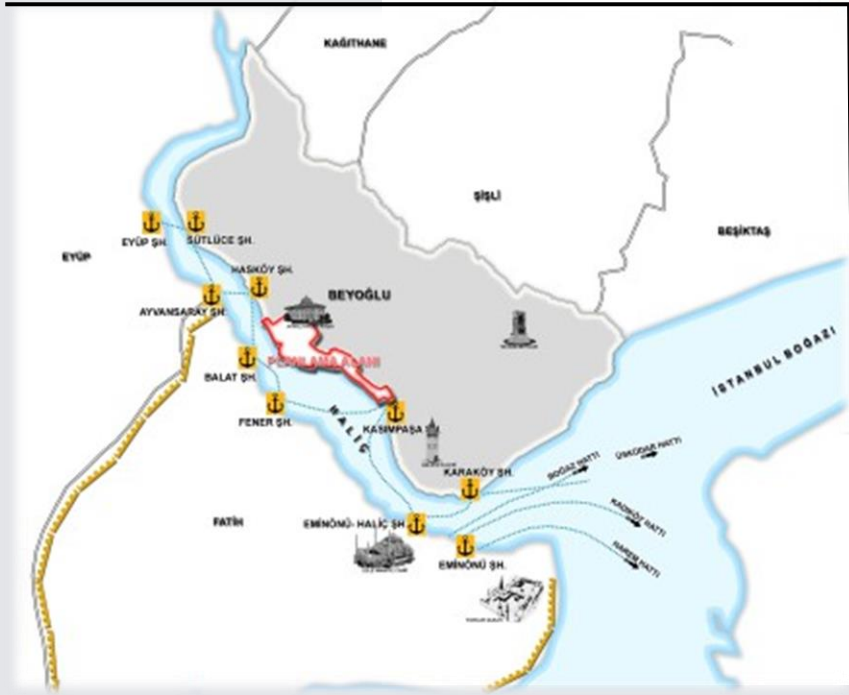 KAĞITHANE
ŞİŞLİ
BEŞİKTAŞ
EYÜP
EYÜP ŞH.
SÜTLÜCE ŞH.
HASKÖY ŞH.
BEYOĞLU
AYVANSARAY ŞH.
PLANLAMA ALANI
BALAT ŞH.
FENER ŞH.
HALİÇ
KASIMPAŞA
İSTANBUL BOĞAZI
KARAKÖY ŞH.
BOĞAZ HATTI
ÜSKÜDAR HATTI
KADIKÖY HATTI
HAREM HATTI
FATİH
EMİNÖNÜ- HALİÇ ŞH
EMİNÖNÜ ŞH.